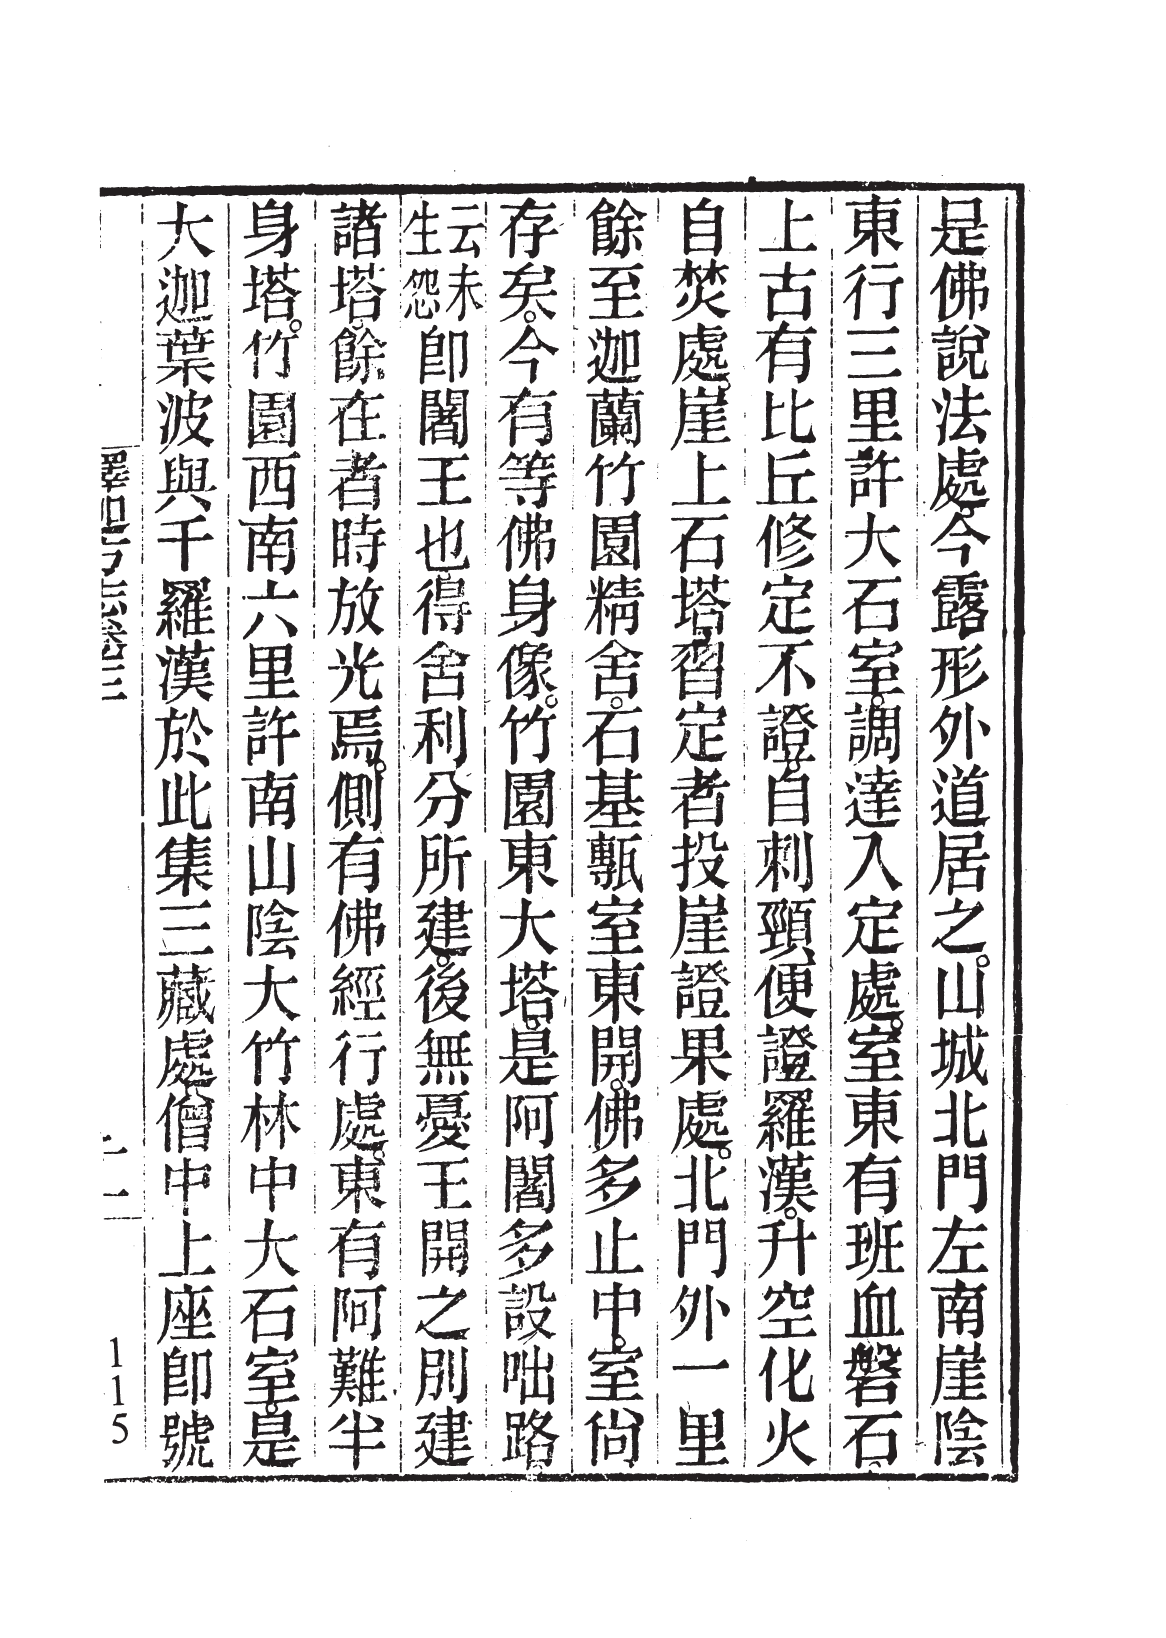 是佛說法處。今露形外道居之。山城北門左南崖陰
東行三里許大石室。調達入定處。室東有班血磐石。
上古有比丘修定不證。自刺頸便證羅漢。升空化火
自焚處。崖上石塔。習定者投崖證果處。北門外一里
餘至迦蘭竹園精舍。石基甎室東開。佛多止中。室尙
存矣。今有等佛身像。竹園東大塔。是阿闍多設咄路。
云未生怨卽闍王也。得舍利分所建。後無憂王開之別建
諸塔。餘在者時放光焉。側有佛經行處。東有阿難半
身塔。竹園西南六里許南山陰大竹林中大石室。是
大迦葉波與千羅漢於此集三藏處。僧中上座卽號
釋迦方志卷三
十一
115